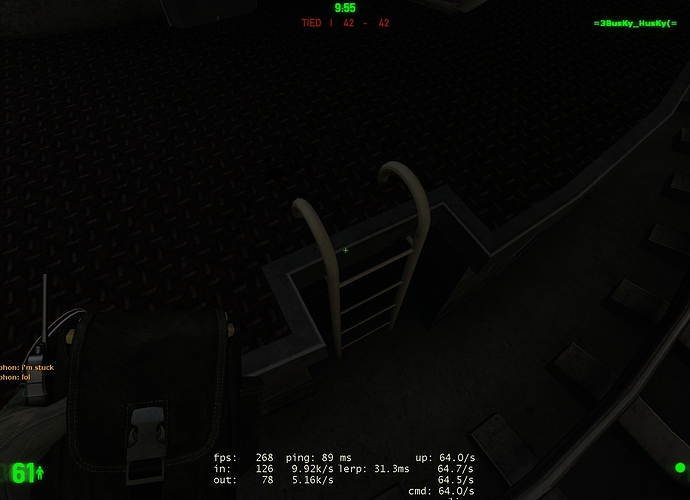 9:55
TIED | 42 - 42
=3BusKy_HusKy(=
phon: i'm stuck
phon: lol
61
fps: 268 ping: 89 ms up: 64.0/s
in: 126 9.92k/s lerp: 31.3ms 64.7/s
out: 78 5.16k/s 64.5/s
cmd: 64.0/s